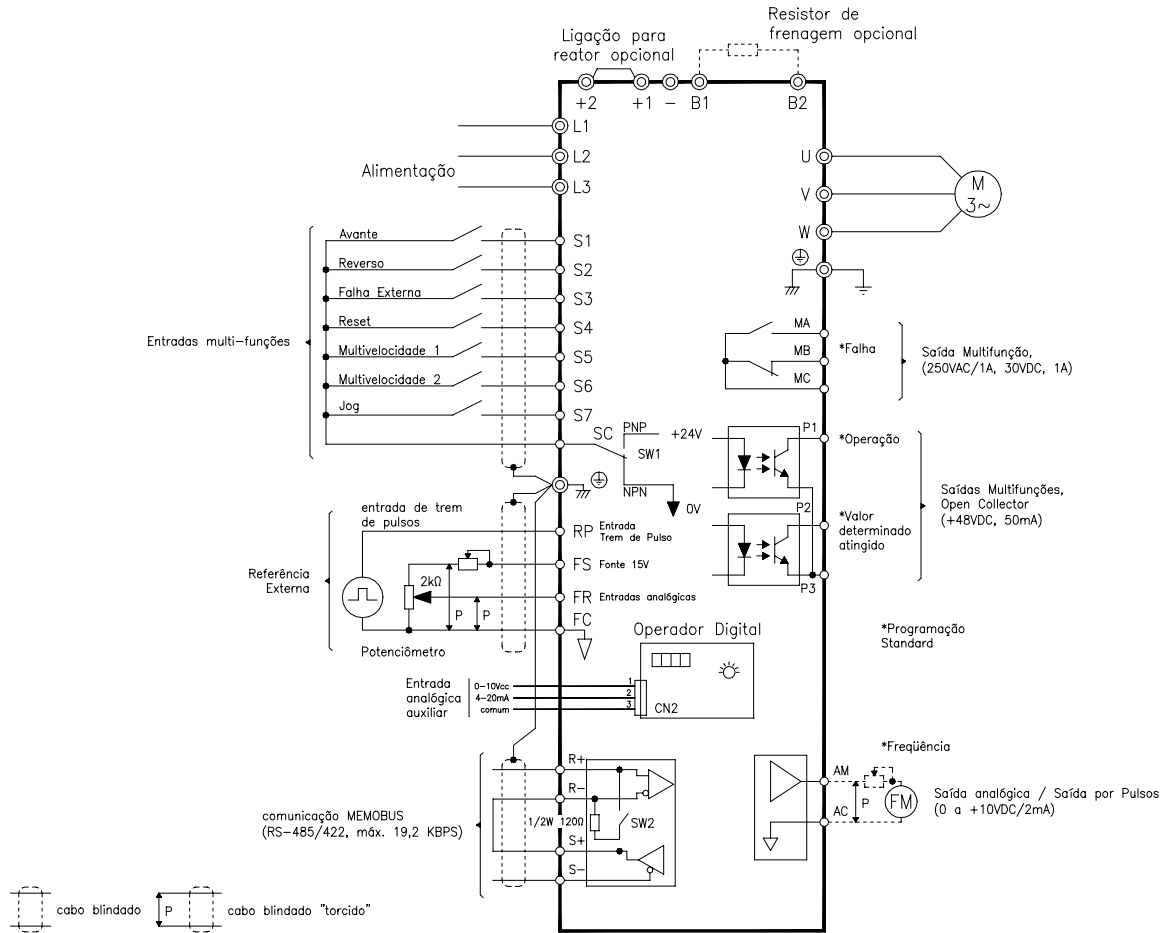 Resistor de
frenagem opcional
Ligação para
reator opcional
+2
+1
-
B1
B2
L1
L2
L3
Alimentação
U
V
W
M
3~
Entradas multi-funções
Avante
S1
Reverso
S2
Falha Externa
S3
Reset
S4
Multivelocidade 1
S5
Multivelocidade 2
S6
Jog
S7
SC
PNP
+24V
SW1
NPN
0V
MA
MB
MC
*Falha
Saída Multifunção,
(250VAC/1A, 30VDC, 1A)
P1
*Operação
P2
*Valor
determinado
atingido
P3
Saídas Multifunções,
Open Collector
(+48VDC, 50mA)
*Programação
Standard
Referência
Externa
entrada de trem
de pulsos
RP
Entrada
Trem de Pulso
FS
Fonte 15V
2kΩ
FR
Entradas analógicas
P
P
FC
Potenciômetro
Operador Digital
Entrada
analógica
auxiliar
0-10Vcc
4-20mA
comum
1
2
3
CN2
comunicação MEMOBUS
(RS-485/422, máx. 19,2 KBPS)
R+
R-
1/2W 120Ω
SW2
S+
S-
*Freqüência
AM
P
FM
AC
Saída analógica / Saída por Pulsos
(0 a +10VDC/2mA)
cabo blindado
P
cabo blindado "torcido"